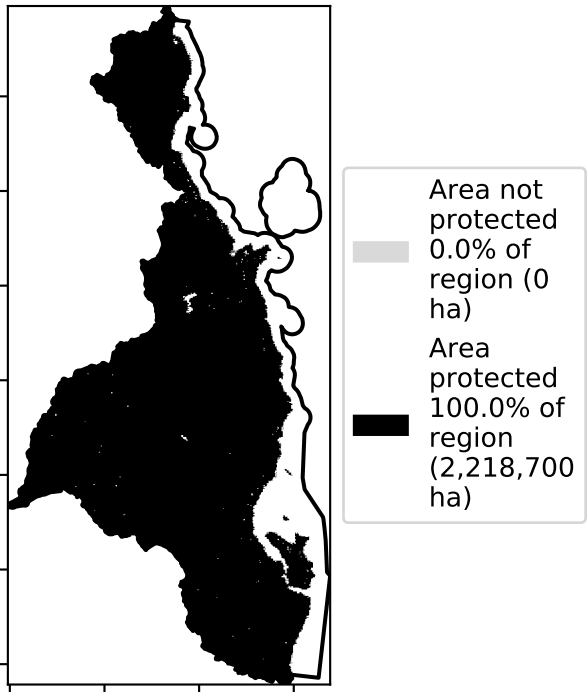 Area not
protected
0.0% of
region (0
ha)
Area
protected
100.0% of
region
(2,218,700
ha)